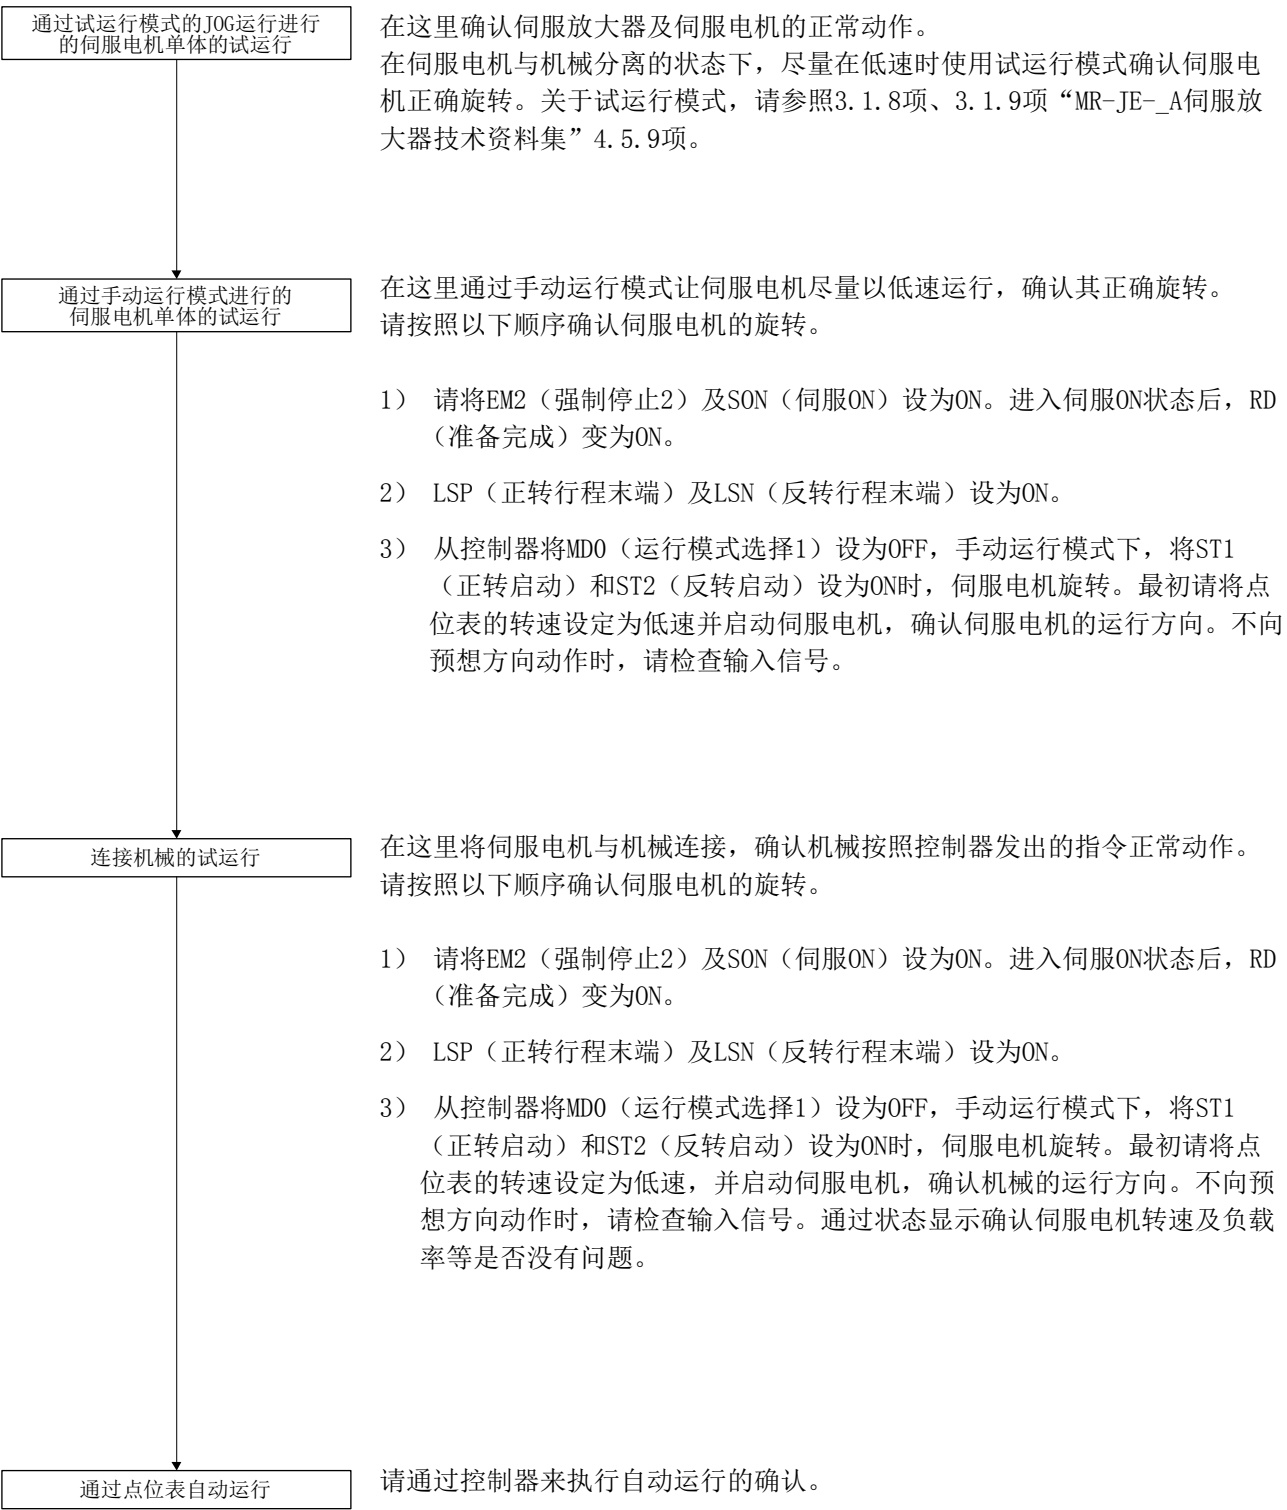 通过试运行模式的JOG运行进行
的伺服电机单体的试运行
在这里确认伺服放大器及伺服电机的正常动作。
在伺服电机与机械分离的状态下，尽量在低速时使用试运行模式确认伺服电
机正确旋转。关于试运行模式，请参照3.1.8项、3.1.9项“MR-JE-_A伺服放
大器技术资料集”4.5.9项。
通过手动运行模式进行的
伺服电机单体的试运行
在这里通过手动运行模式让伺服电机尽量以低速运行，确认其正确旋转。
请按照以下顺序确认伺服电机的旋转。
1） 请将EM2（强制停止2）及SON（伺服ON）设为ON。进入伺服ON状态后，RD
（准备完成）变为ON。
2） LSP（正转行程末端）及LSN（反转行程末端）设为ON。
3） 从控制器将MD0（运行模式选择1）设为OFF，手动运行模式下，将ST1
（正转启动）和ST2（反转启动）设为ON时，伺服电机旋转。最初请将点
位表的转速设定为低速并启动伺服电机，确认伺服电机的运行方向。不向
预想方向动作时，请检查输入信号。
连接机械的试运行
在这里将伺服电机与机械连接，确认机械按照控制器发出的指令正常动作。
请按照以下顺序确认伺服电机的旋转。
1） 请将EM2（强制停止2）及SON（伺服ON）设为ON。进入伺服ON状态后，RD
（准备完成）变为ON。
2） LSP（正转行程末端）及LSN（反转行程末端）设为ON。
3） 从控制器将MD0（运行模式选择1）设为OFF，手动运行模式下，将ST1
（正转启动）和ST2（反转启动）设为ON时，伺服电机旋转。最初请将点
位表的转速设定为低速，并启动伺服电机，确认机械的运行方向。不向预
想方向动作时，请检查输入信号。通过状态显示确认伺服电机转速及负载
率等是否没有问题。
通过点位表自动运行
请通过控制器来执行自动运行的确认。